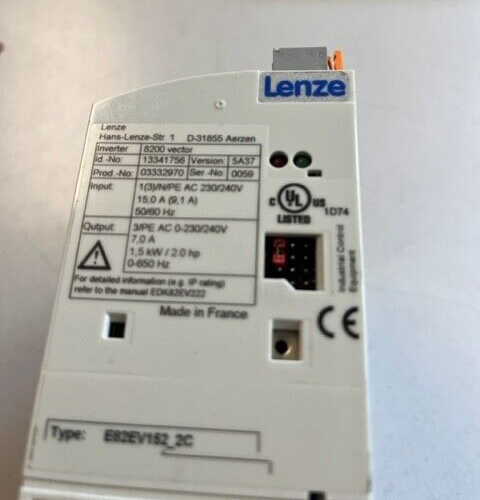 Lenze
Lenze
Hans-Lenze-Str. 1 D-31855 Aerzen
Inverter 8200 vector
Id -No: 13341756 Version: 5A37
Prod.-No: 03332970 Ser.-No: 0059
Input: 1(3)/N/PE AC 230/240V
15,0 A (9,1 A)
50/60 Hz
Output: 3/PE AC 0-230/240V
7,0 A
1,5 kW / 2.0 hp
0-650 Hz
For detailed information (e.g. IP rating)
refer to the manual EDK82EV222
Made in France
C UL US
LISTED
1D74
Industrial Control
Equipment
CE
Type: E82EV152_2C